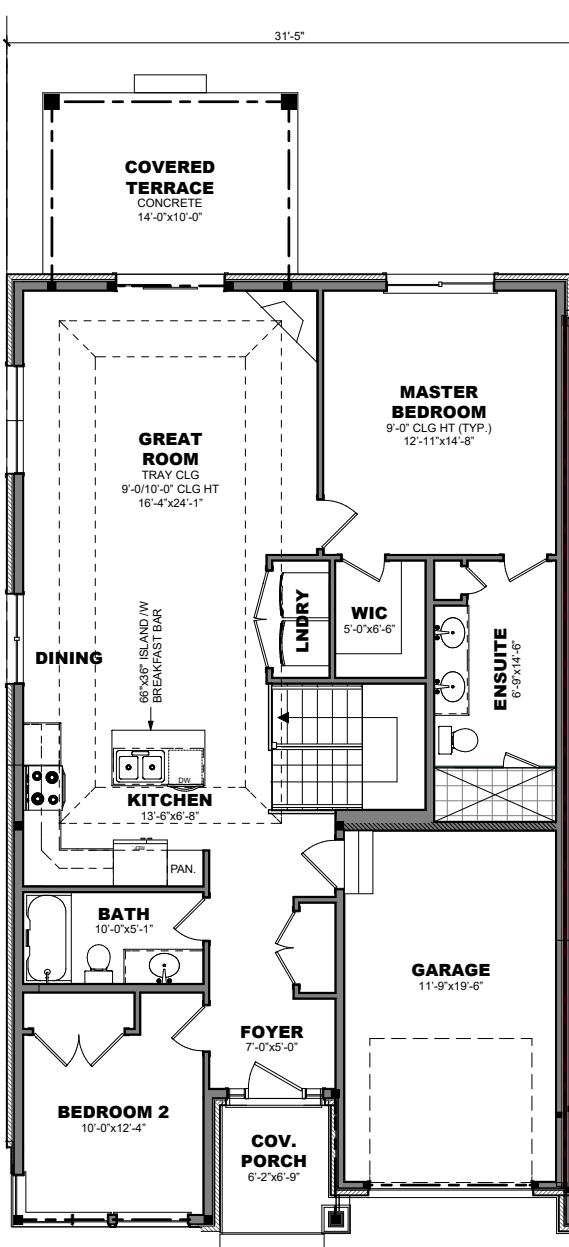 31'-5"
COVERED
TERRACE
CONCRETE
14'-0"x10'-0"
MASTER
BEDROOM
9'-0" CLG HT (TYP.)
12'-11"x14'-8"
GREAT
ROOM
TRAY CLG
9'-0/10'-0" CLG HT
16'-4"x24'-1"
LNDRY
WIC
5'-0"x6'-6"
ENSUITE
6'-9"x14'-6"
66"x36" ISLAND /W
BREAKFAST BAR
DINING
DW
KITCHEN
13'-6"x6'-8"
PAN.
BATH
10'-0"x5'-1"
GARAGE
11'-9"x19'-6"
FOYER
7'-0"x5'-0"
BEDROOM 2
10'-0"x12'-4"
COV.
PORCH
6'-2"x6'-9"